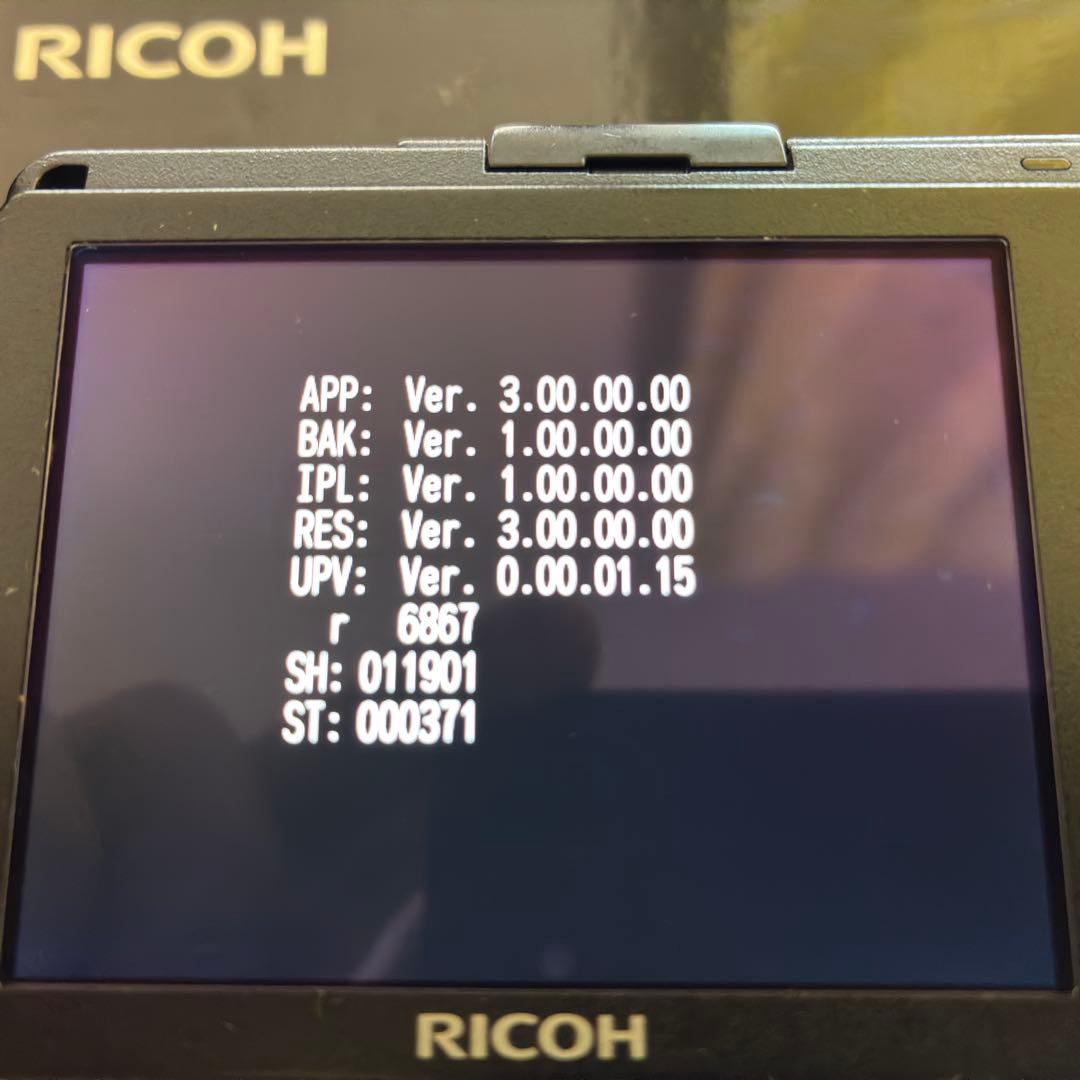 RICOH
APP: Ver. 3.00.00.00
BAK: Ver. 1.00.00.00
IPL: Ver. 1.00.00.00
RES: Ver. 3.00.00.00
UPV: Ver. 0.00.01.15
r 6867
SH: 011901
ST: 000371
RICOH